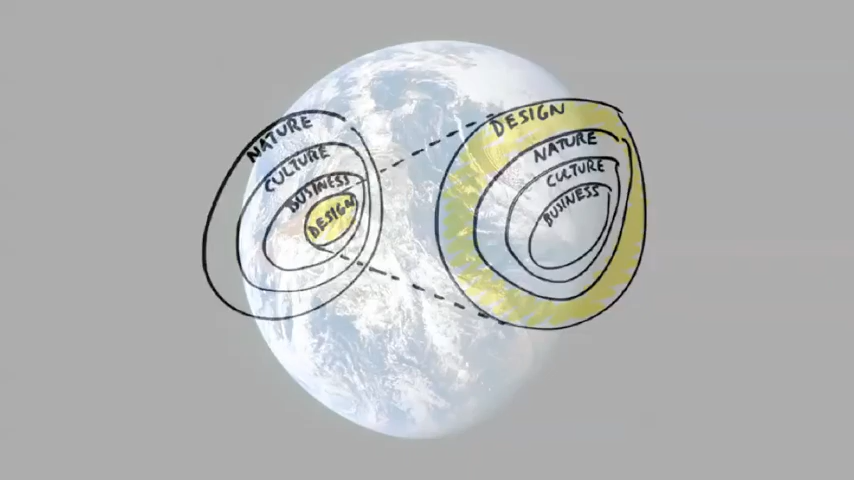 NATURE
CULTURE
BUSINESS
DESIGN
DESIGN
NATURE
CULTURE
BUSINESS